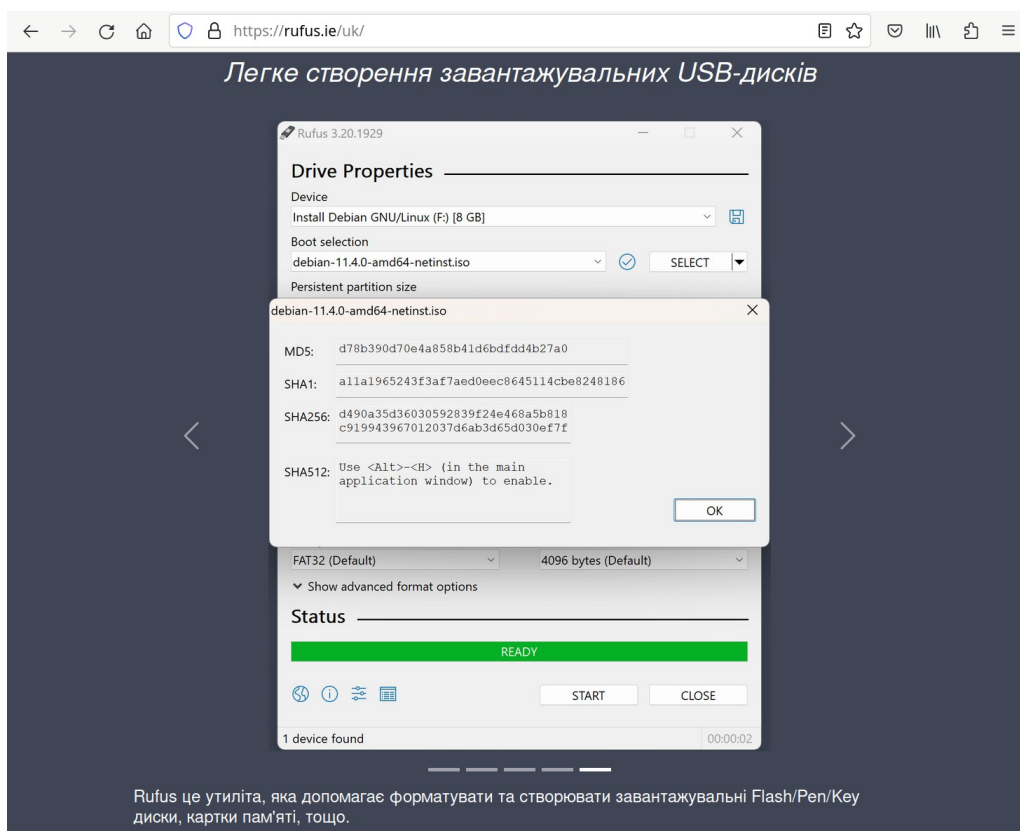 https://rufus.ie/uk/
Легке створення завантажувальних USB-дисків
Rufus 3.20.1929
Drive Properties
Device
Install Debian GNU/Linux (F:) [8 GB]
Boot selection
debian-11.4.0-amd64-netinst.iso
SELECT
Persistent partition size
debian-11.4.0-amd64-netinst.iso
MD5: d78b390d70e4a858b41d6bdfdd4b27a0
SHA1: a11a1965243f3af7aed0eec8645114cbe8248186
SHA256: d490a35d36030592839f24e468a5b818
c919943967012037d6ab3d65d030ef7f
SHA512: Use <Alt>-<H> (in the main
application window) to enable.
OK
FAT32 (Default) 4096 bytes (Default)
Show advanced format options
Status
READY
START CLOSE
1 device found 00:00:02
Rufus це утиліта, яка допомагає форматувати та створювати завантажувальні Flash/Pen/Key
диски, картки пам'яті, тощо.